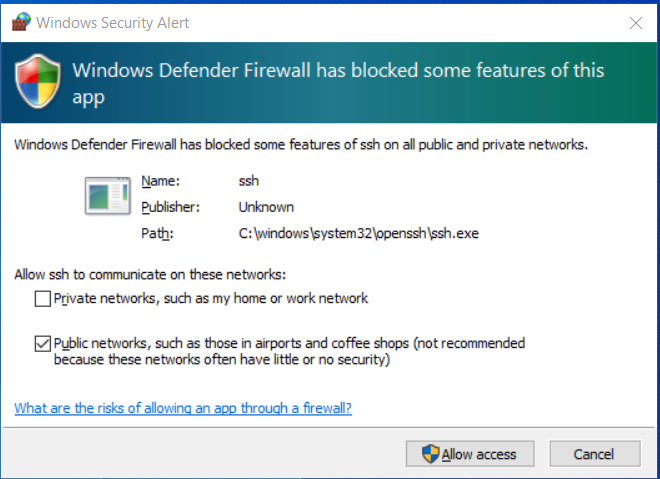 Windows Security Alert
Windows Defender Firewall has blocked some features of this
app
Windows Defender Firewall has blocked some features of ssh on all public and private networks.
Name: ssh
Publisher: Unknown
Path: C:\windows\system32\openssh\ssh.exe
Allow ssh to communicate on these networks:
Private networks, such as my home or work network
Public networks, such as those in airports and coffee shops (not recommended
because these networks often have little or no security)
What are the risks of allowing an app through a firewall?
Allow access Cancel